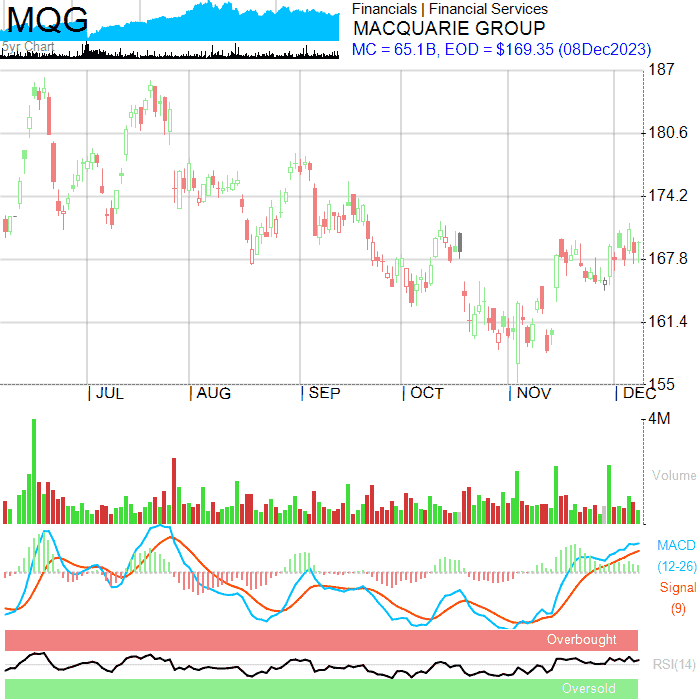 MQG
5yr Chart
Financials | Financial Services
MACQUARIE GROUP
MC = 65.1B, EOD = $169.35 (08Dec2023)
187
180.6
174.2
167.8
161.4
155
JUL AUG SEP OCT NOV DEC
4M
Volume
MACD
(12-26)
Signal
(9)
Overbought
RSI(14)
Oversold